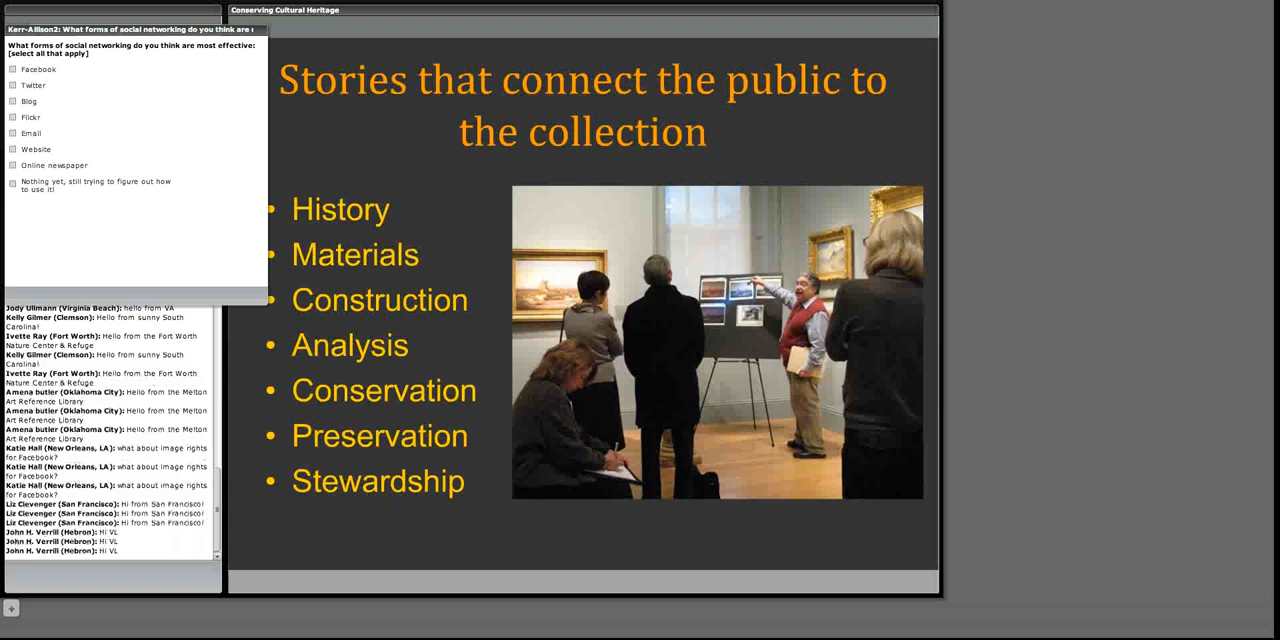 Conserving Cultural Heritage
Kerr-Allison2: What forms of social networking do you think are
What forms of social networking do you think are most effective:
[select all that apply]
Facebook
Twitter
Blog
Flickr
Email
Website
Online newspaper
Nothing yet, still trying to figure out how
to use it!
Jody Ullmann (Virginia Beach): hello from VA
Kelly Gilmer (Clemson): Hello from sunny South
Carolina!
Ivette Ray (Fort Worth): Hello from the Fort Worth
Nature Center & Refuge
Kelly Gilmer (Clemson): Hello from sunny South
Carolina!
Ivette Ray (Fort Worth): Hello from the Fort Worth
Nature Center & Refuge
Amena butler (Oklahoma City): Hello from the Melton
Art Reference Library
Amena butler (Oklahoma City): Hello from the Melton
Art Reference Library
Amena butler (Oklahoma City): Hello from the Melton
Art Reference Library
Katie Hall (New Orleans, LA): what about image rights
for Facebook?
Katie Hall (New Orleans, LA): what about image rights
for Facebook?
Katie Hall (New Orleans, LA): what about image rights
for Facebook?
Liz Clevenger (San Francisco): Hi from San Francisco!
Liz Clevenger (San Francisco): Hi from San Francisco!
Liz Clevenger (San Francisco): Hi from San Francisco!
John H. Verrill (Hebron): Hi VL
John H. Verrill (Hebron): Hi VL
John H. Verrill (Hebron): Hi VL
Stories that connect the public to
the collection
• History
• Materials
• Construction
• Analysis
• Conservation
• Preservation
• Stewardship